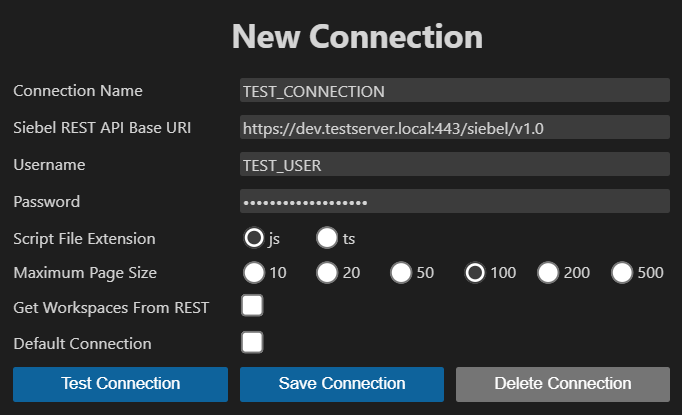 New Connection
Connection Name TEST_CONNECTION
Siebel REST API Base URI https://dev.testserver.local:443/siebel/v1.0
Username TEST_USER
Password •••••••••••••••••••
Script File Extension js ts
Maximum Page Size 10 20 50 100 200 500
Get Workspaces From REST
Default Connection
Test Connection Save Connection Delete Connection